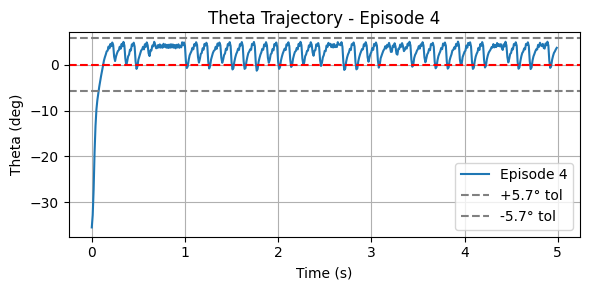 Theta Trajectory - Episode 4
Theta (deg)
0
−10
−20
−30
Episode 4
+5.7° tol
-5.7° tol
0 1 2 3 4 5
Time (s)